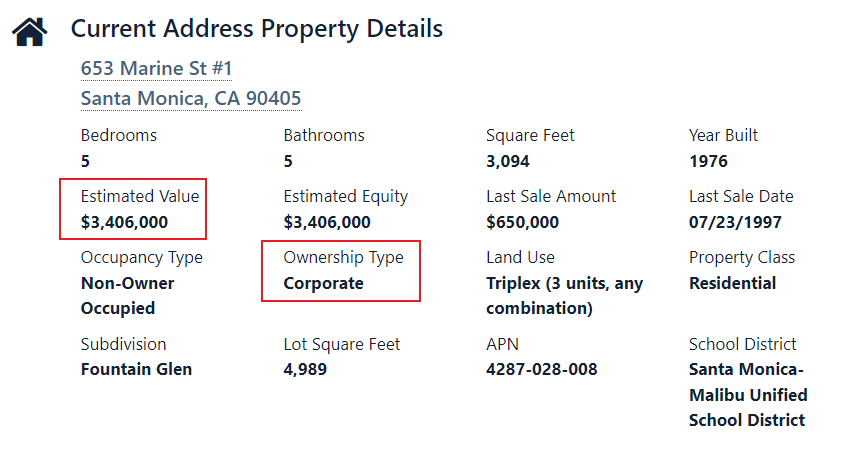 Current Address Property Details
653 Marine St #1
Santa Monica, CA 90405
Bedrooms
5
Bathrooms
5
Square Feet
3,094
Year Built
1976
Estimated Value
$3,406,000
Estimated Equity
$3,406,000
Last Sale Amount
$650,000
Last Sale Date
07/23/1997
Occupancy Type
Non-Owner
Occupied
Ownership Type
Corporate
Land Use
Triplex (3 units, any
combination)
Property Class
Residential
Subdivision
Fountain Glen
Lot Square Feet
4,989
APN
4287-028-008
School District
Santa Monica-
Malibu Unified
School District